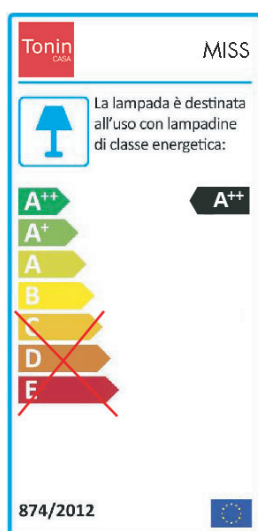 Tonin
CASA
MISS
La lampada è destinata
all'uso con lampadine
di classe energetica:
A++
A++
A+
A
B
C
D
E
874/2012